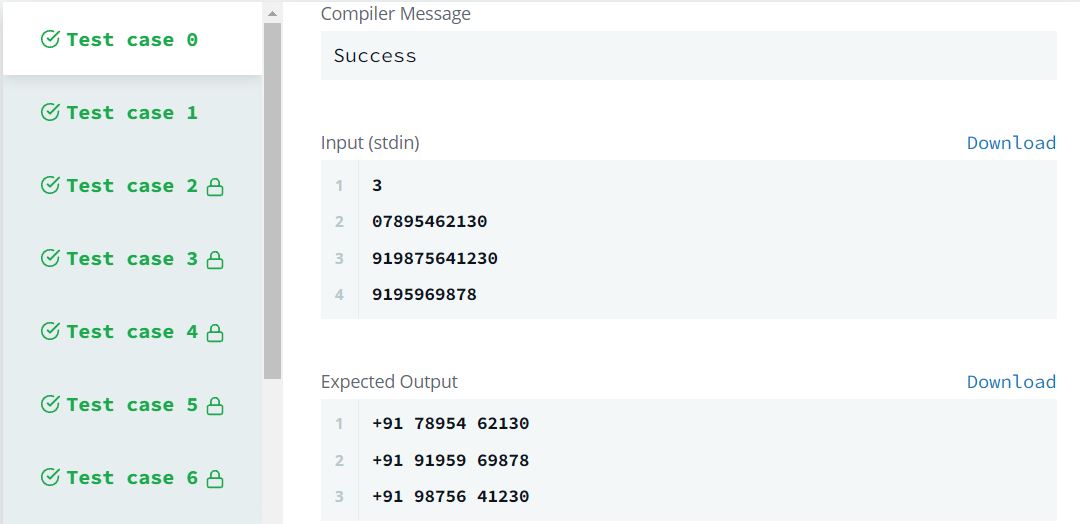 Test case 0
Test case 1
Test case 2
Test case 3
Test case 4
Test case 5
Test case 6
Compiler Message
Success
Input (stdin)
Download
1 3
2 07895462130
3 919875641230
4 9195969878
Expected Output
Download
1 +91 78954 62130
2 +91 91959 69878
3 +91 98756 41230